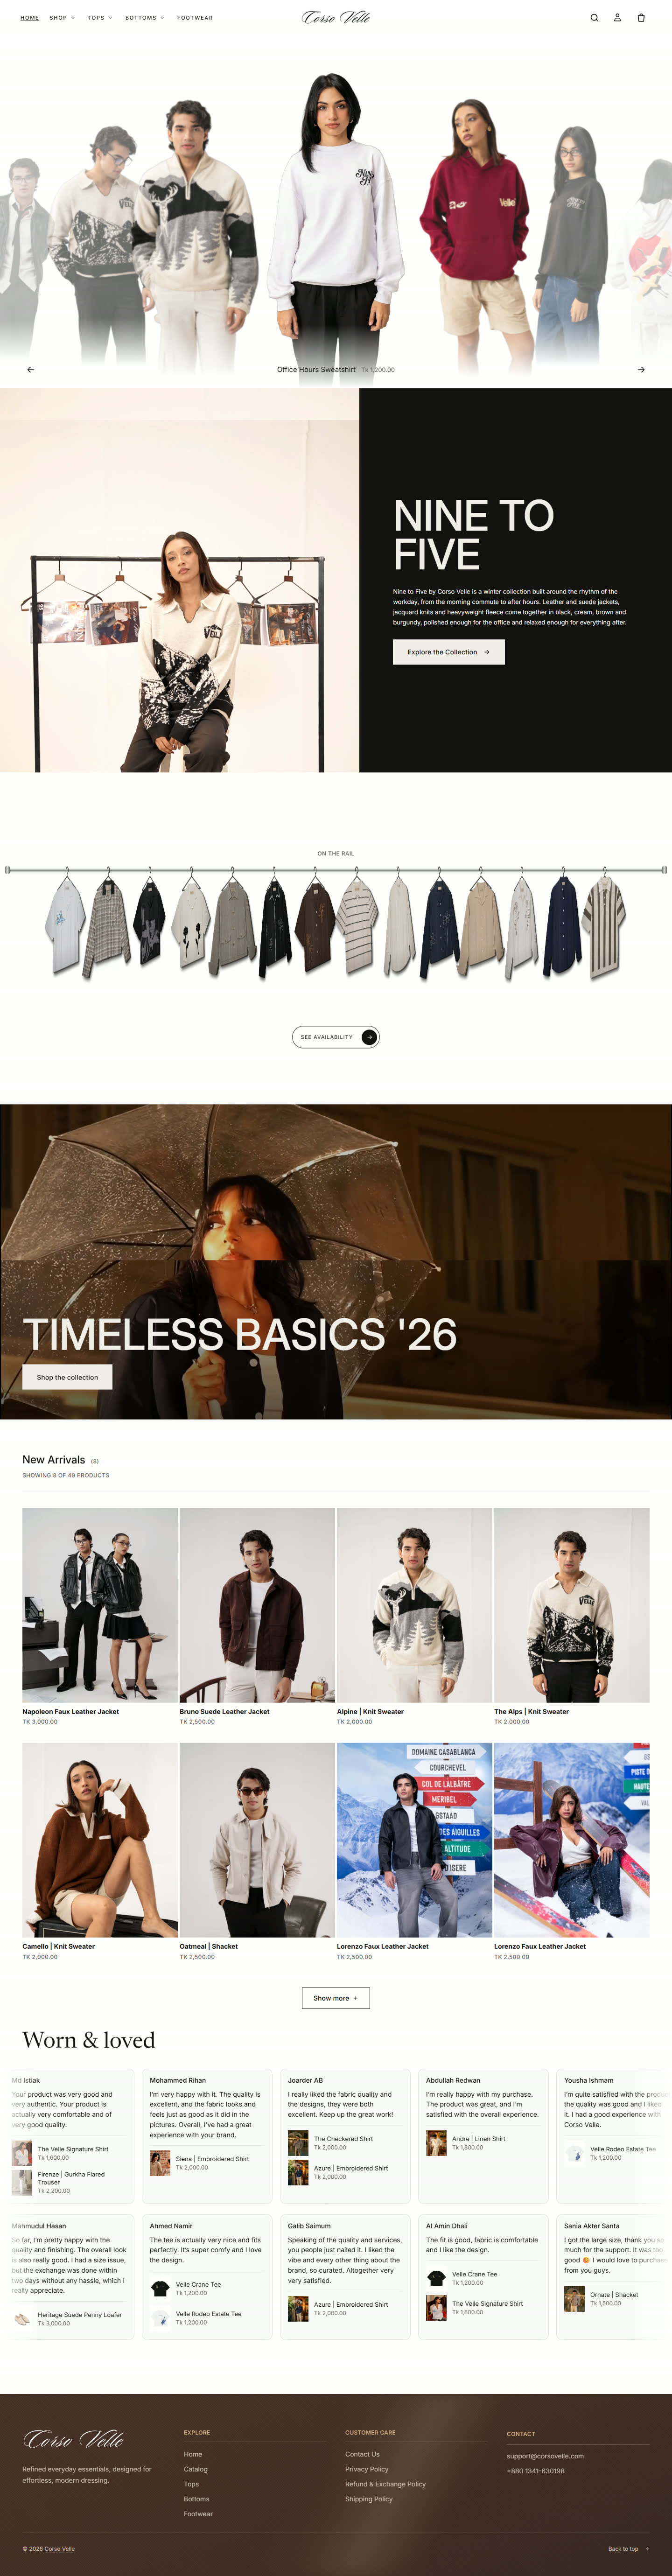 HOME SHOP TOPS BOTTOMS FOOTWEAR
Corso Velle
Velle
Office Hours Sweatshirt Tk 1,200.00
NINE TO
FIVE
Nine to Five by Corso Velle is a winter collection built around the rhythm of the
workday, from the morning commute to after hours. Leather and suede jackets,
jacquard knits and heavyweight fleece come together in black, cream, brown and
burgundy, polished enough for the office and relaxed enough for everything after.
Explore the Collection →
ON THE RAIL
SEE AVAILABILITY
TIMELESS BASICS '26
Shop the collection
New Arrivals (8)
SHOWING 8 OF 49 PRODUCTS
Napoleon Faux Leather Jacket
TK 3,000.00
Bruno Suede Leather Jacket
TK 2,500.00
Alpine | Knit Sweater
TK 2,000.00
VELLE
The Alps | Knit Sweater
TK 2,000.00
Camello | Knit Sweater
TK 2,000.00
Oatmeal | Shacket
TK 2,500.00
DOMAINE CASABLANCA
COURCHEVEL
COL DE L'ALBÂTRE
MERIBEL
GSTAAD
DES AIGUILLES
ALTITUDE
D'ISERE
Lorenzo Faux Leather Jacket
TK 2,500.00
Lorenzo Faux Leather Jacket
TK 2,500.00
Show more +
Worn & loved
Md Istiak
Your product was very good and
very authentic. Your product is
actually very comfortable and of
very good quality.
The Velle Signature Shirt
Tk 1,600.00
Firenze | Gurkha Flared
Trouser
Tk 2,200.00
Mohammed Rihan
I'm very happy with it. The quality is
excellent, and the fabric looks and
feels just as good as it did in the
pictures. Overall, I've had a great
experience with your brand.
Siena | Embroidered Shirt
Tk 2,000.00
Joarder AB
I really liked the fabric quality and
the designs, they were both
excellent. Keep up the great work!
The Checkered Shirt
Tk 2,000.00
Azure | Embroidered Shirt
Tk 2,000.00
Abdullah Redwan
I'm really happy with my purchase.
The product was great, and I'm
satisfied with the overall experience.
Andre | Linen Shirt
Tk 1,800.00
Yousha Ishmam
I'm quite satisfied with the product
the quality was good and I liked
it. I had a good experience with
Corso Velle.
Velle Rodeo Estate Tee
Tk 1,200.00
Mahmudul Hasan
So far, I'm pretty happy with the
quality and finishing. The overall look
is also really good. I had a size issue,
but the exchange was done within
two days without any hassle, which I
really appreciate.
Heritage Suede Penny Loafer
Tk 3,000.00
Ahmed Namir
The tee is actually very nice and fits
perfectly. It's super comfy and I love
the design.
Velle Crane Tee
Tk 1,200.00
Velle Rodeo Estate Tee
Tk 1,200.00
Galib Saimum
Speaking of the quality and services,
you people just nailed it. I liked the
vibe and every other thing about the
brand, so curated. Altogether very
very satisfied.
Azure | Embroidered Shirt
Tk 2,000.00
Al Amin Dhali
The fit is good, fabric is comfortable
and I like the design.
Velle Crane Tee
Tk 1,200.00
The Velle Signature Shirt
Tk 1,600.00
Sania Akter Santa
I got the large size, thank you so
much for the support. It was too
good 😊 I would love to purchase
from you guys.
Ornate | Shacket
Tk 1,500.00
Corso Velle
Refined everyday essentials, designed for
effortless, modern dressing.
EXPLORE
Home
Catalog
Tops
Bottoms
Footwear
CUSTOMER CARE
Contact Us
Privacy Policy
Refund & Exchange Policy
Shipping Policy
CONTACT
support@corsovelle.com
+880 1341-630198
© 2026 Corso Velle
Back to top ↑